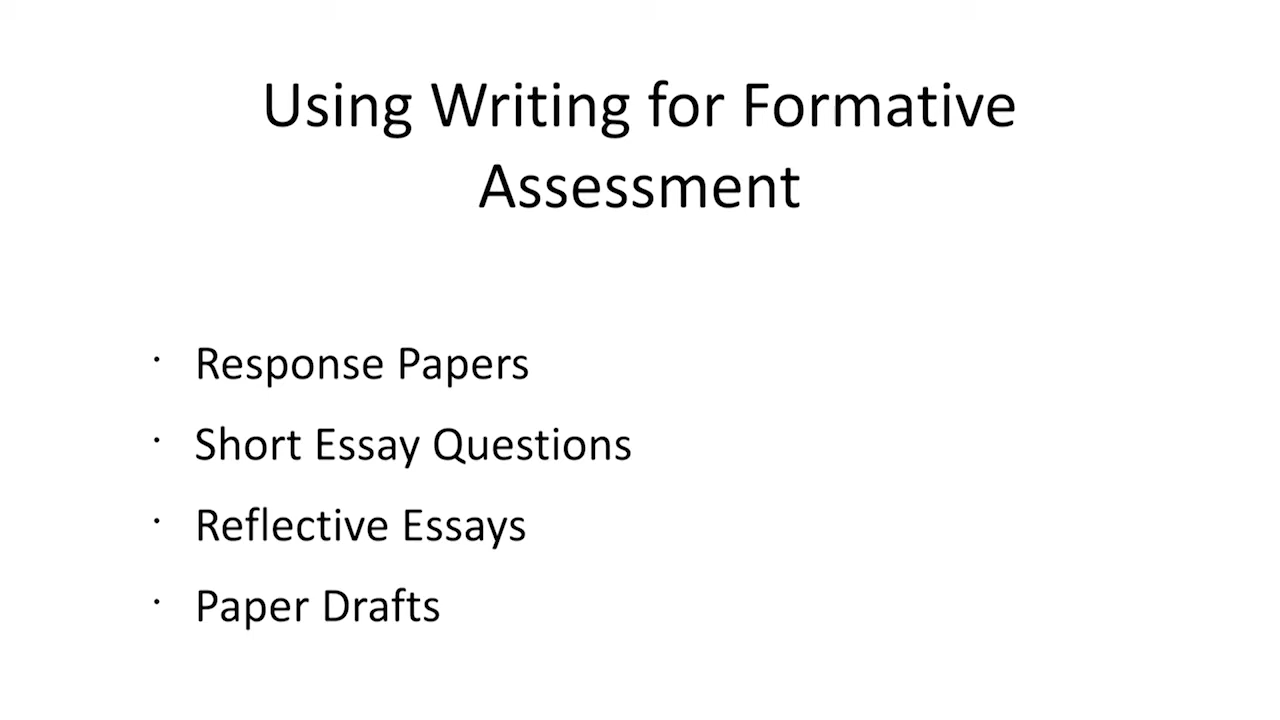 Using Writing for Formative
Assessment
· Response Papers
· Short Essay Questions
· Reflective Essays
· Paper Drafts